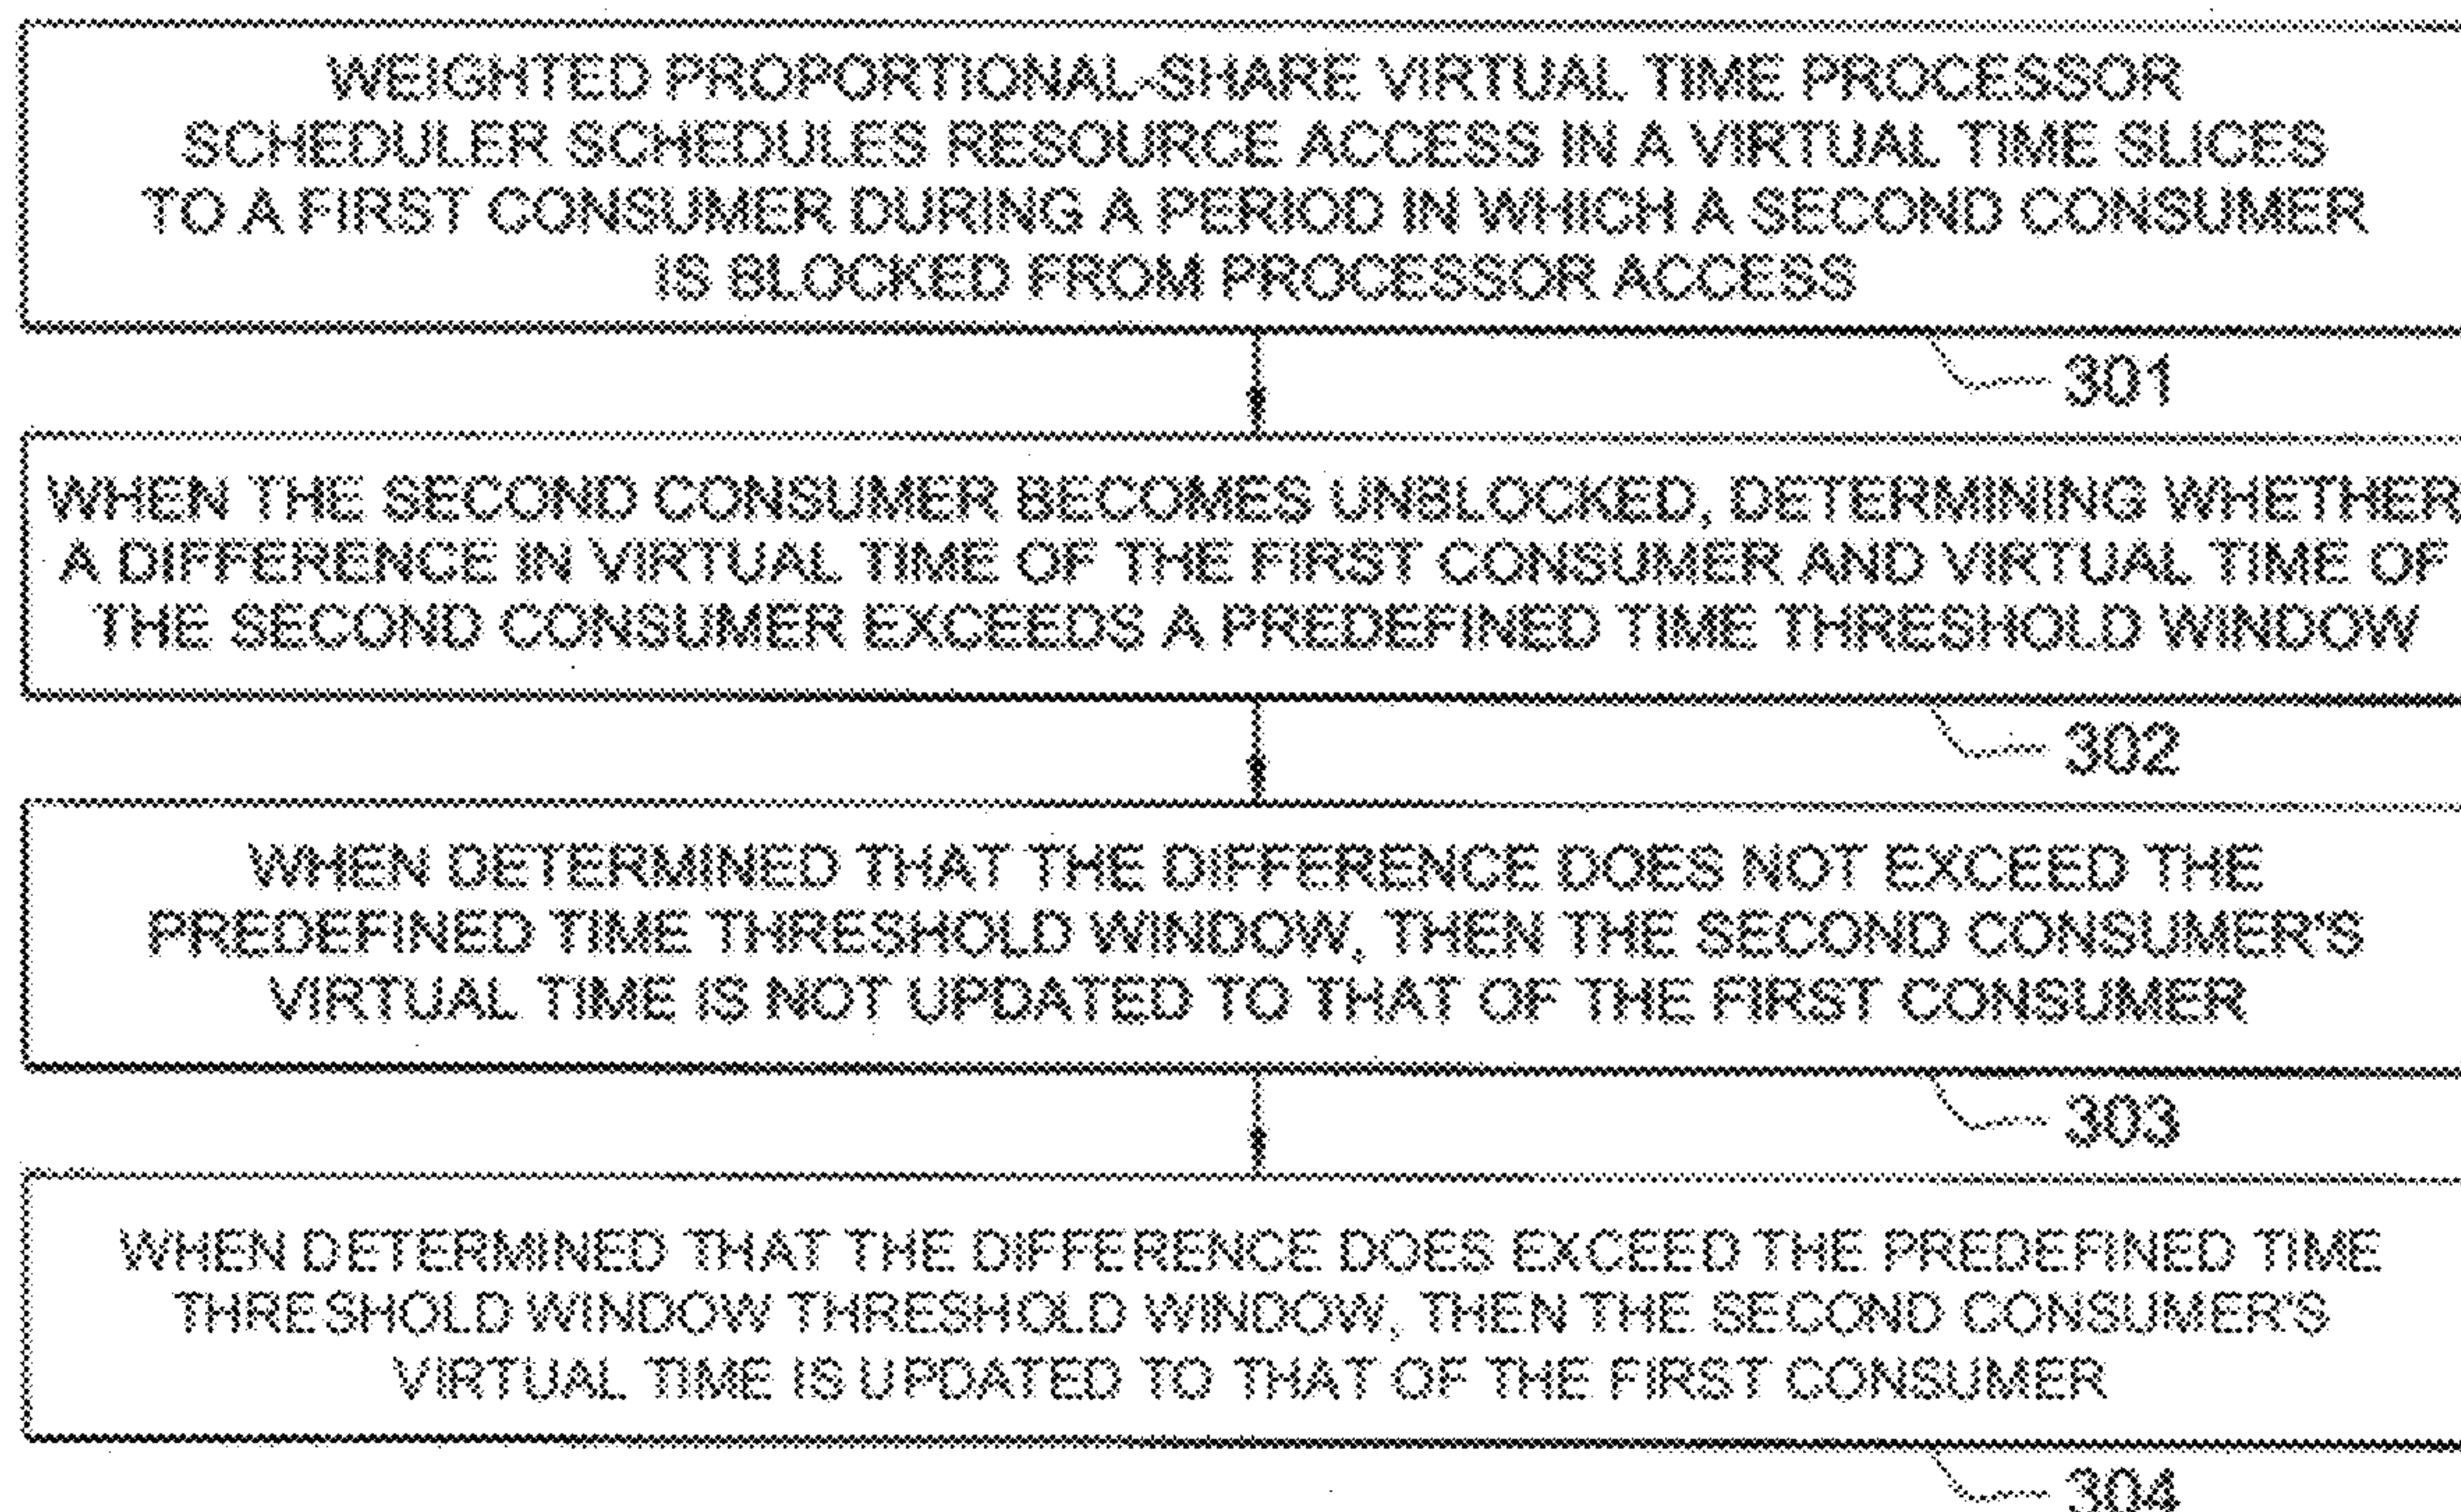 WEIGHTED PROPORTIONAL-SHARE VIRTUAL TIME PROCESSOR
SCHEDULER SCHEDULES RESOURCE ACCESS IN A VIRTUAL TIME SLICES
TO A FIRST CONSUMER DURING A PERIOD IN WHICH A SECOND CONSUMER
IS BLOCKED FROM PROCESSOR ACCESS
301
WHEN THE SECOND CONSUMER BECOMES UNBLOCKED, DETERMINING WHETHER
A DIFFERENCE IN VIRTUAL TIME OF THE FIRST CONSUMER AND VIRTUAL TIME OF
THE SECOND CONSUMER EXCEEDS A PREDEFINED TIME THRESHOLD WINDOW
302
WHEN DETERMINED THAT THE DIFFERENCE DOES NOT EXCEED THE
PREDEFINED TIME THRESHOLD WINDOW, THEN THE SECOND CONSUMER'S
VIRTUAL TIME IS NOT UPDATED TO THAT OF THE FIRST CONSUMER
303
WHEN DETERMINED THAT THE DIFFERENCE DOES EXCEED THE PREDEFINED TIME
THRESHOLD WINDOW THRESHOLD WINDOW, THEN THE SECOND CONSUMER'S
VIRTUAL TIME IS UPDATED TO THAT OF THE FIRST CONSUMER
304